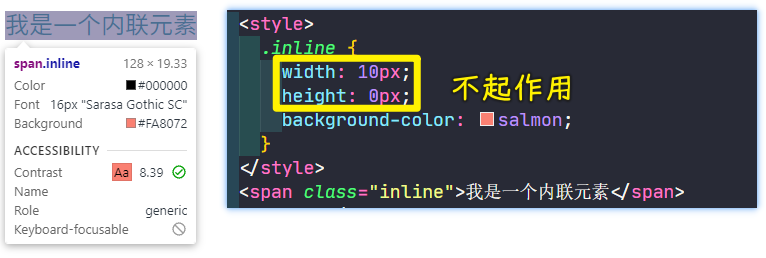 我是一个内联元素
span.inline 128 × 19.33
Color #000000
Font 16px "Sarasa Gothic SC"
Background #FA8072
ACCESSIBILITY
Contrast Aa 8.39
Name
Role generic
Keyboard-focusable
<style>
.inline {
width: 10px;
height: 0px;
不起作用
background-color: salmon;
}
</style>
<span class="inline">我是一个内联元素</span>